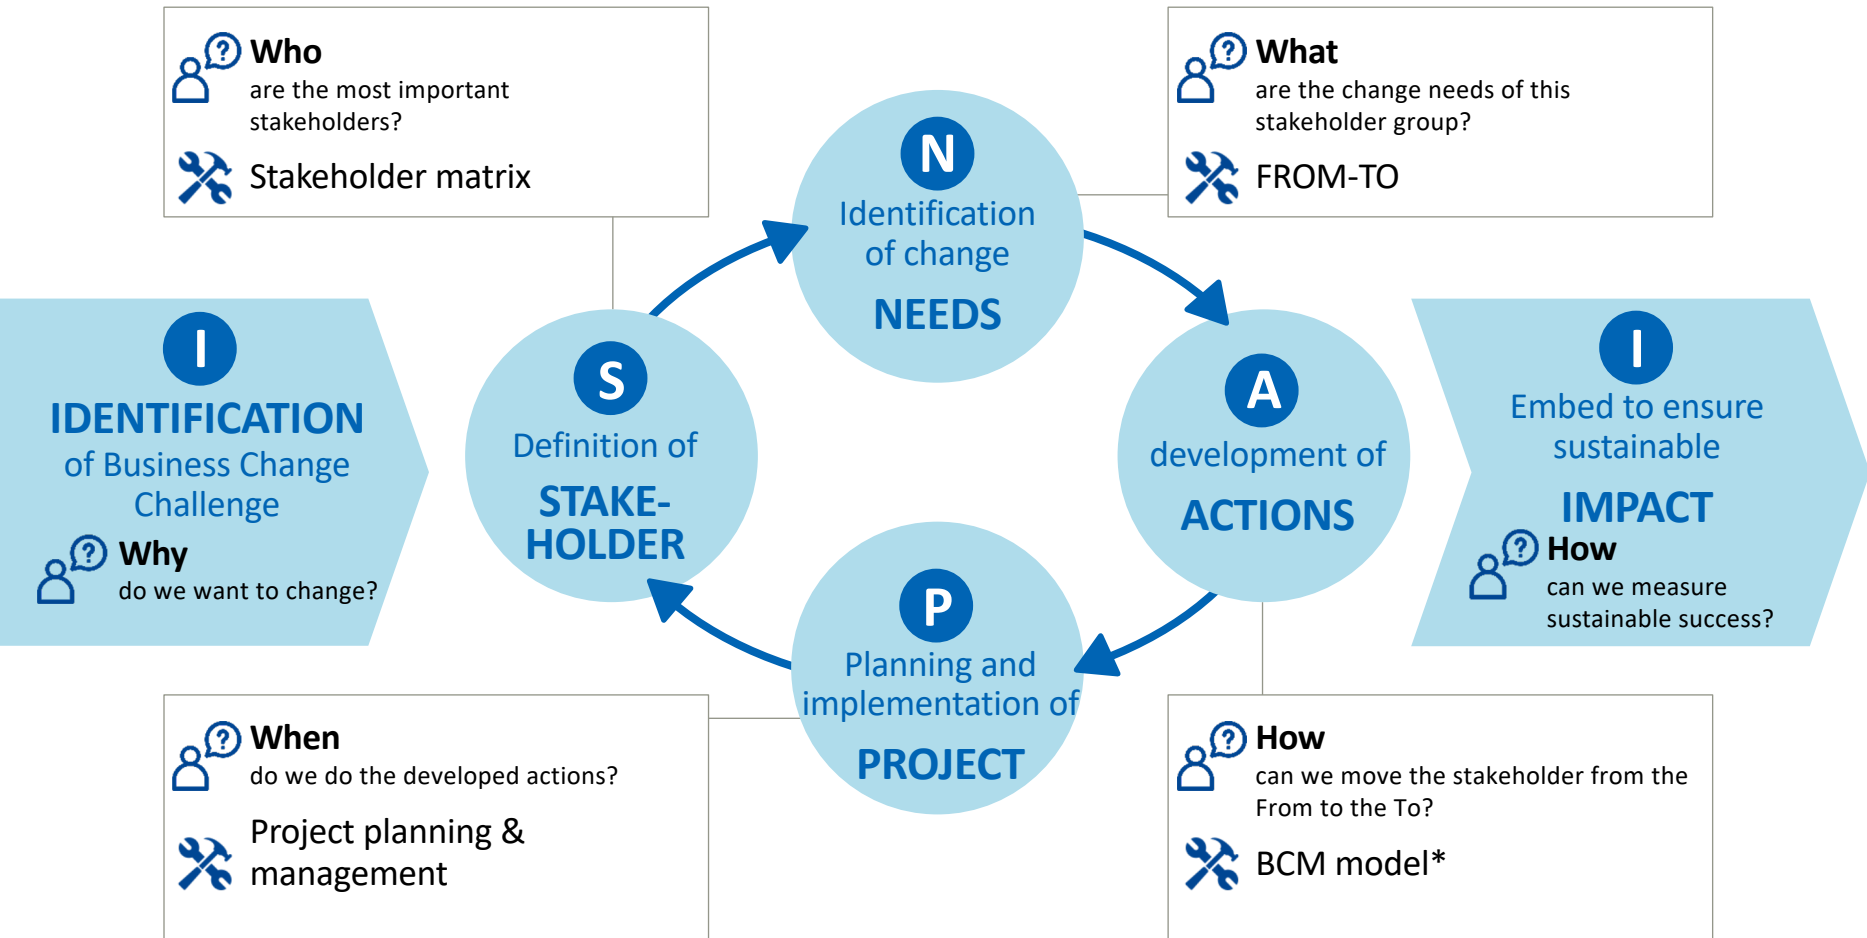 Who
are the most important
stakeholders?
Stakeholder matrix
What
are the change needs of this
stakeholder group?
FROM-TO
I
IDENTIFICATION
of Business Change
Challenge
?
Why
do we want to change?
S
Definition of
STAKE-
HOLDER
N
Identification
of change
NEEDS
A
development of
ACTIONS
P
Planning and
implementation of
PROJECT
I
Embed to ensure
sustainable
IMPACT
?
How
can we measure
sustainable success?
?
When
do we do the developed actions?
Project planning &
management
?
How
can we move the stakeholder from the
From to the To?
BCM model*